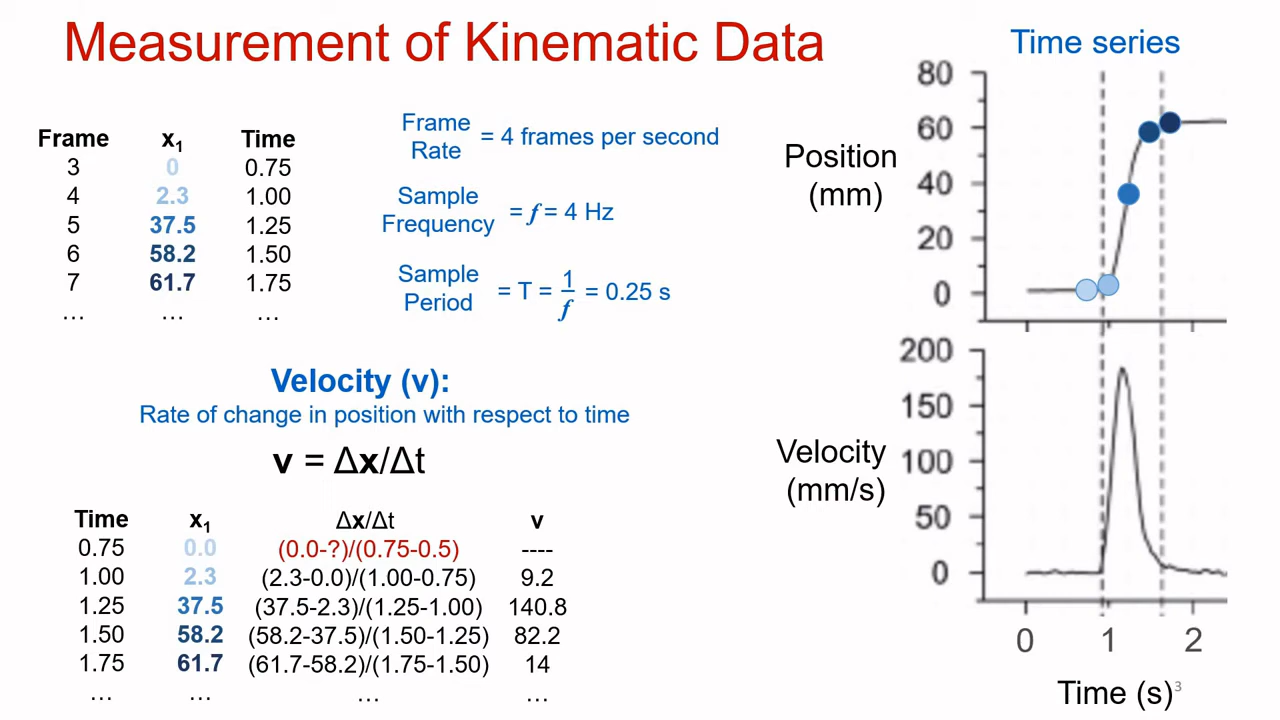 Measurement of Kinematic Data
Frame x1 Time
3 0 0.75
4 2.3 1.00
5 37.5 1.25
6 58.2 1.50
7 61.7 1.75
… … …
Frame
Rate = 4 frames per second
Sample
Frequency = f = 4 Hz
Sample
Period = T = 1/f = 0.25 s
Velocity (v):
Rate of change in position with respect to time
v = Δx/Δt
Time x1 Δx/Δt v
0.75 0.0 (0.0-?)/(0.75-0.5) ----
1.00 2.3 (2.3-0.0)/(1.00-0.75) 9.2
1.25 37.5 (37.5-2.3)/(1.25-1.00) 140.8
1.50 58.2 (58.2-37.5)/(1.50-1.25) 82.2
1.75 61.7 (61.7-58.2)/(1.75-1.50) 14
… … … …
Time series
Position
(mm)
80
60
40
20
0
Velocity
(mm/s)
200
150
100
50
0
0 1 2
Time (s)3